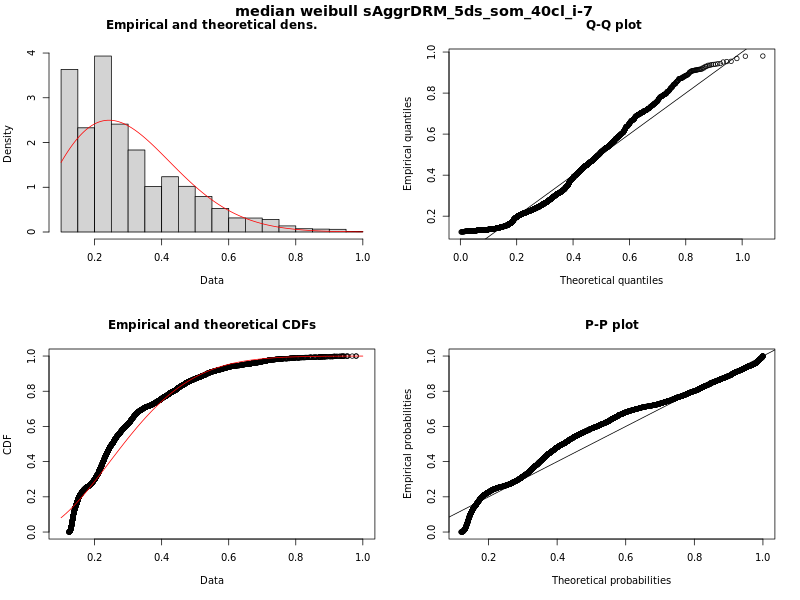 median weibull sAggrDRM_5ds_som_40cl_i-7
Empirical and theoretical dens.
Density
0 1 2 3 4
0.2 0.4 0.6 0.8 1.0
Data
Q-Q plot
Empirical quantiles
0.2 0.4 0.6 0.8 1.0
0.0 0.2 0.4 0.6 0.8 1.0
Theoretical quantiles
Empirical and theoretical CDFs
CDF
0.0 0.2 0.4 0.6 0.8 1.0
0.2 0.4 0.6 0.8 1.0
Data
P-P plot
Empirical probabilities
0.0 0.2 0.4 0.6 0.8 1.0
0.2 0.4 0.6 0.8 1.0
Theoretical probabilities